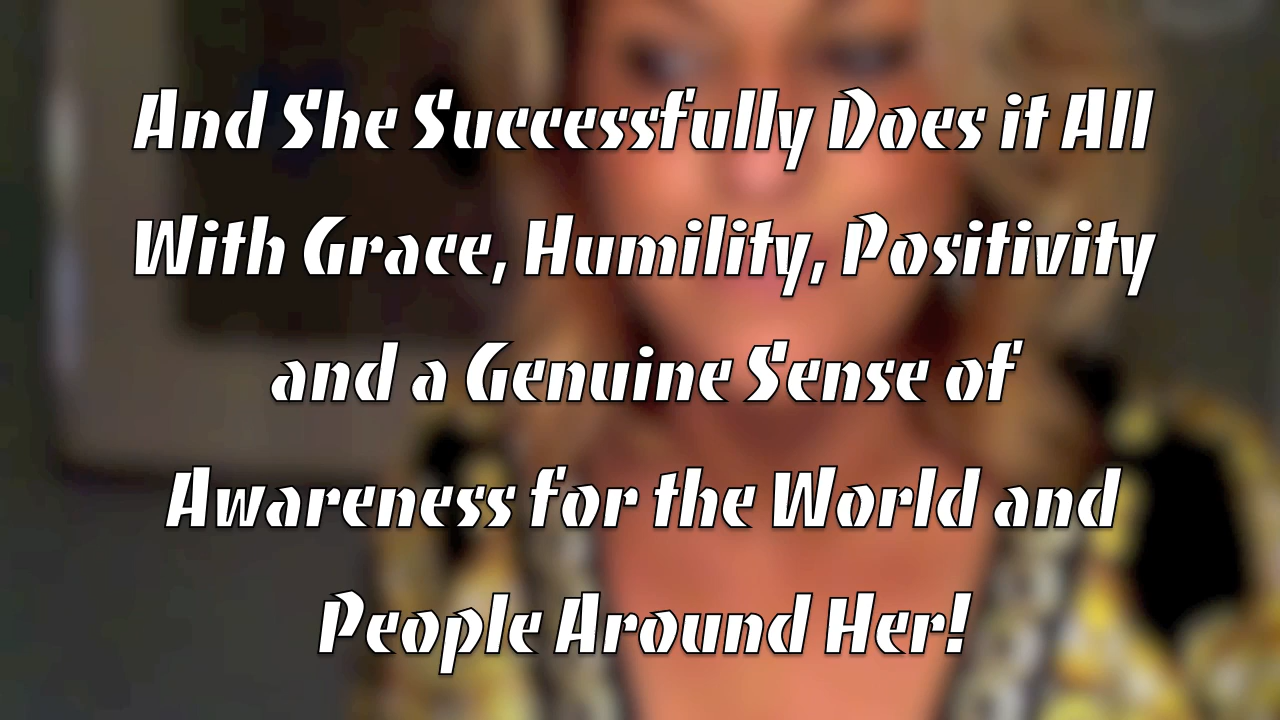 And She Successfully Does it All
With Grace, Humility, Positivity
and a Genuine Sense of
Awareness for the World and
People Around Her!